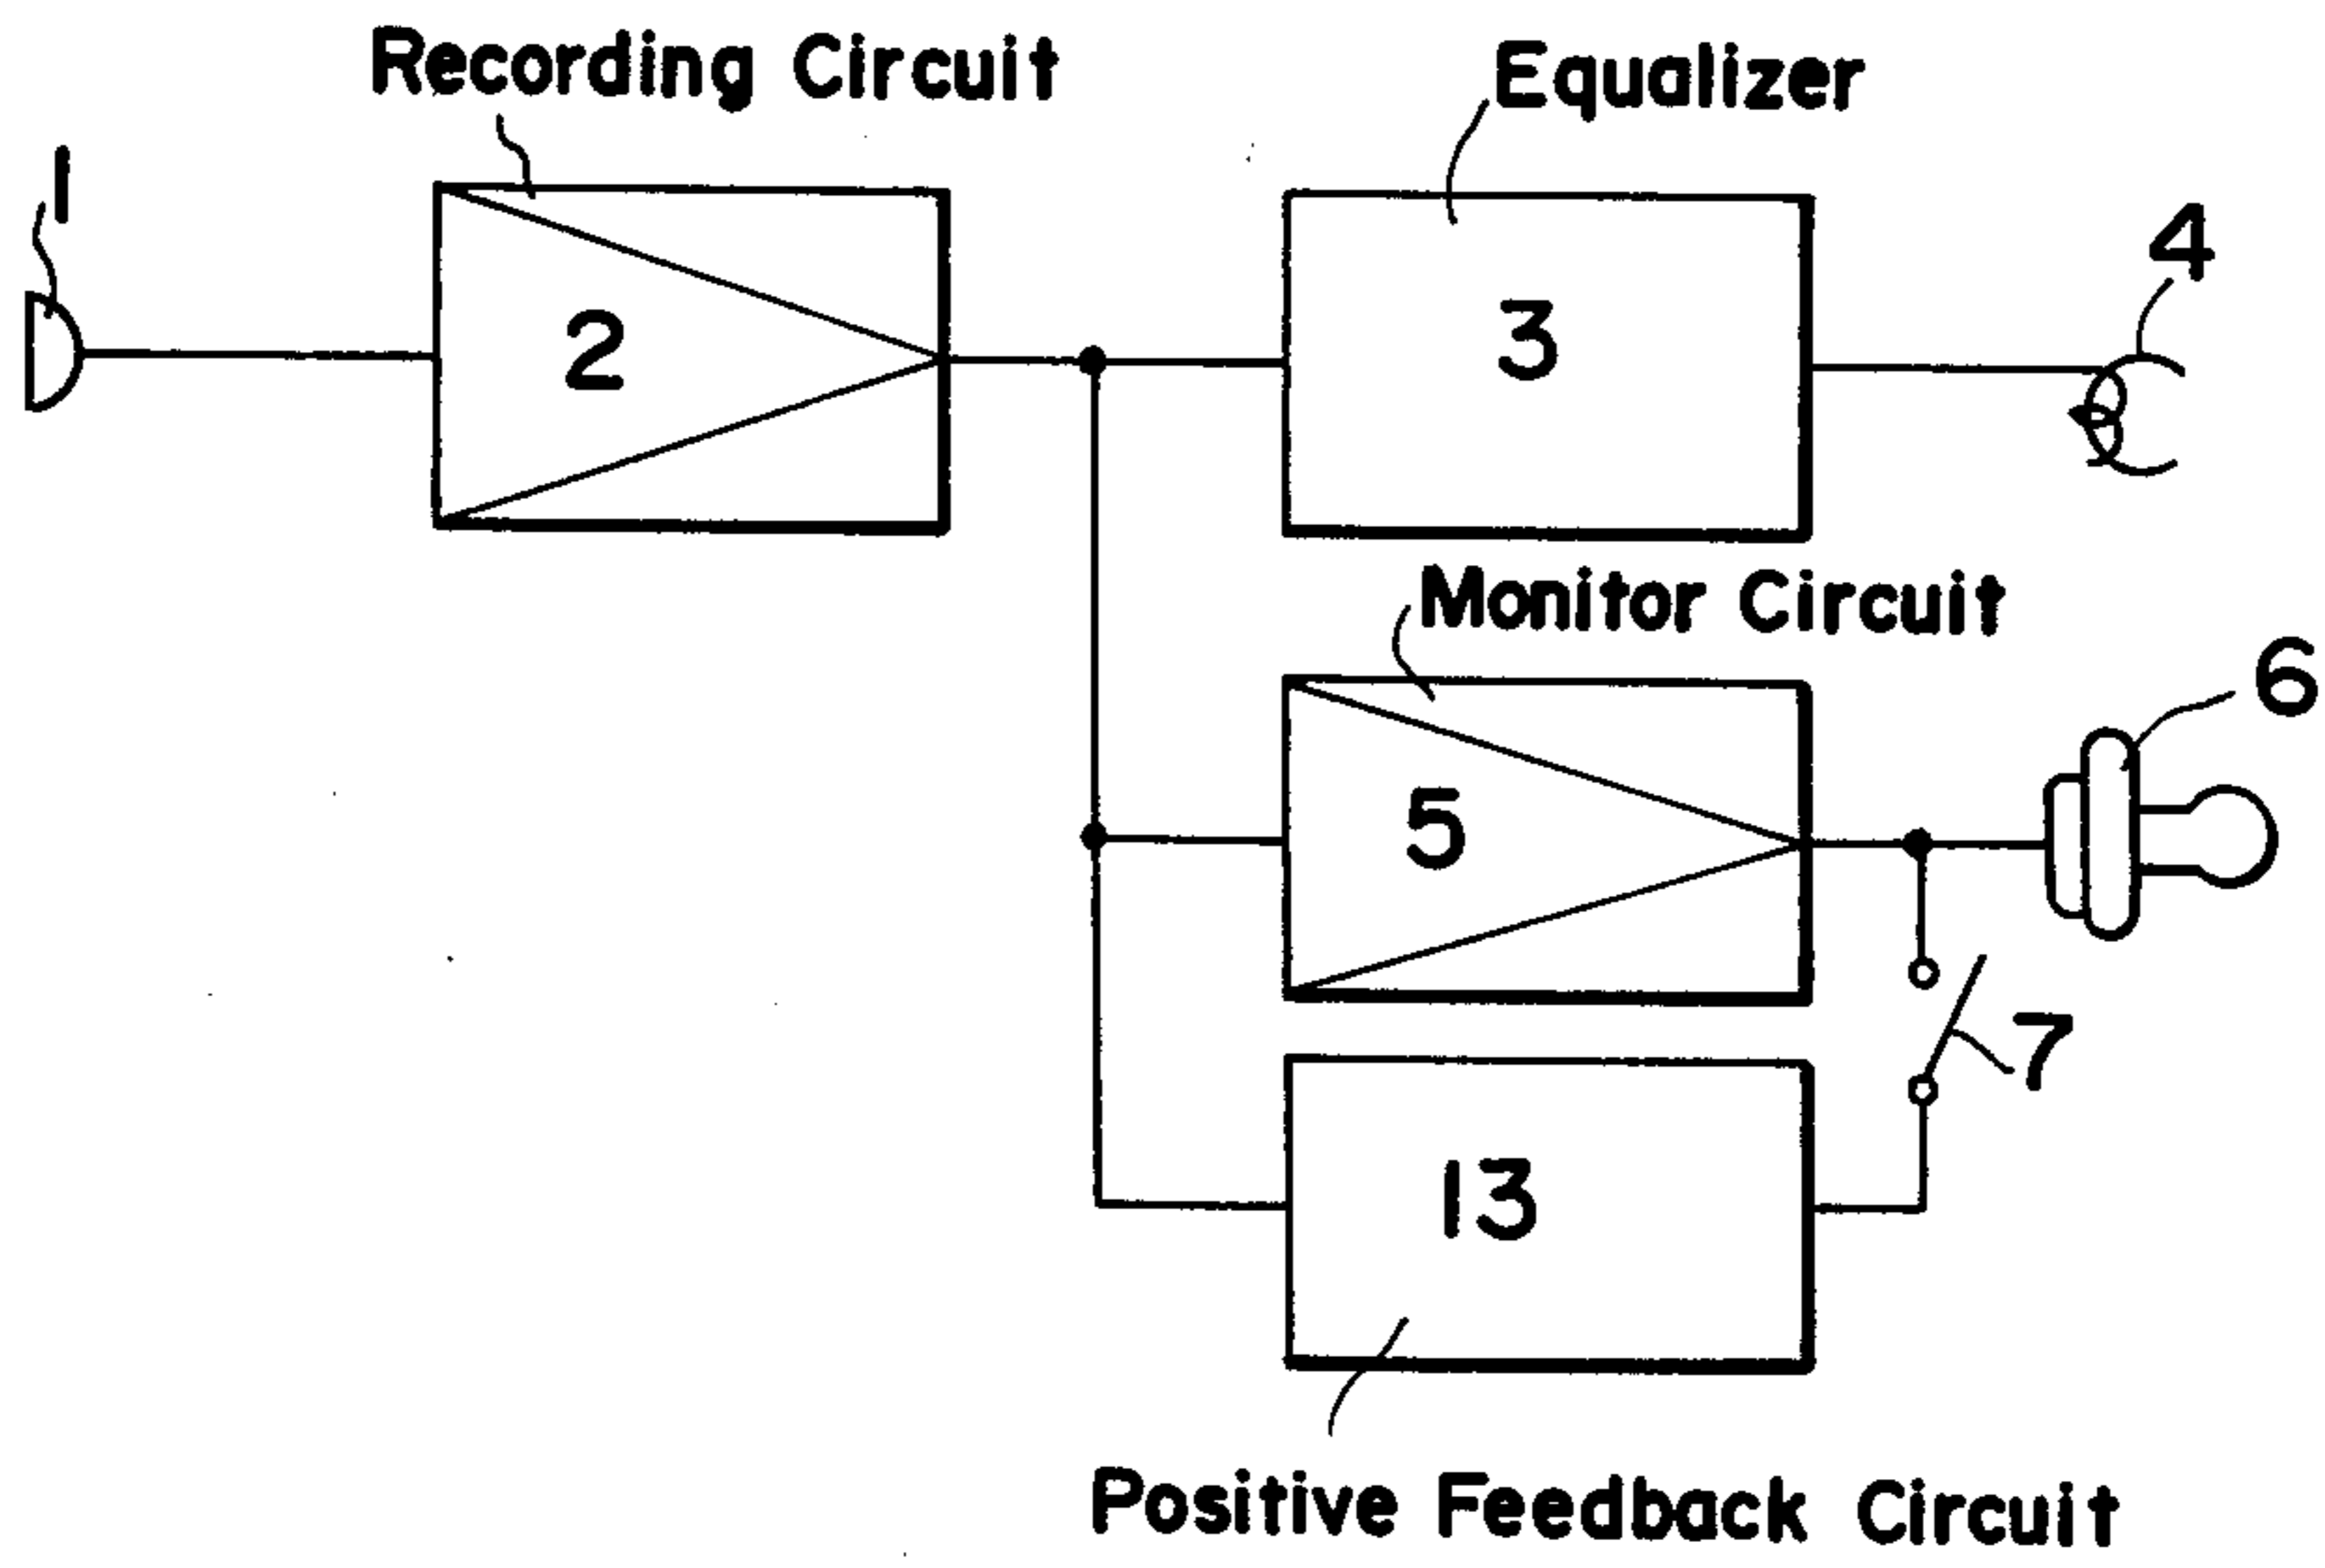 Recording Circuit
Equalizer
1
2
3
4
Monitor Circuit
5
6
7
13
Positive Feedback Circuit